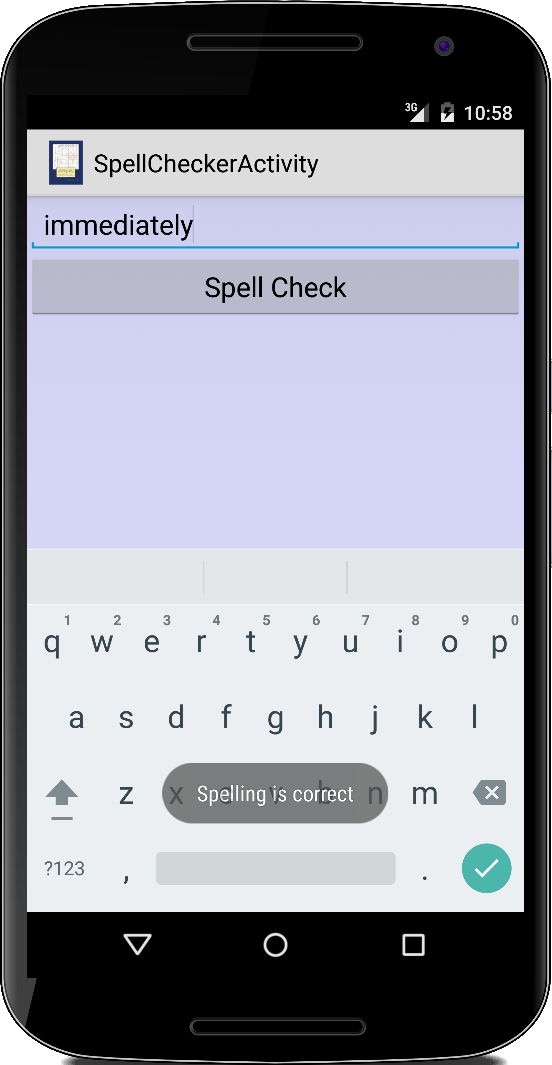 3G 10:58
SpellCheckerActivity
immediately
Spell Check
1 2 3 4 5 6 7 8 9 0
q w e r t y u i o p
a s d f g h j k l
z x c v b n m
Spelling is correct
?123 , .